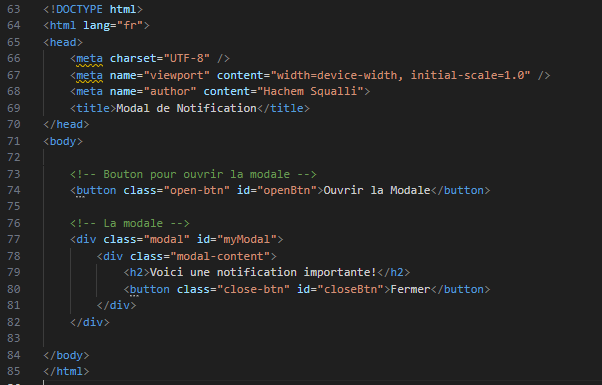 63 <!DOCTYPE html>
64 <html lang="fr">
65 <head>
66     <meta charset="UTF-8" />
67     <meta name="viewport" content="width=device-width, initial-scale=1.0" />
68     <meta name="author" content="Hachem Squalli">
69     <title>Modal de Notification</title>
70 </head>
71 <body>
72
73     <!-- Bouton pour ouvrir la modale -->
74     <button class="open-btn" id="openBtn">Ouvrir la Modale</button>
75
76     <!-- La modale -->
77     <div class="modal" id="myModal">
78         <div class="modal-content">
79             <h2>Voici une notification importante!</h2>
80             <button class="close-btn" id="closeBtn">Fermer</button>
81         </div>
82     </div>
83
84 </body>
85 </html>